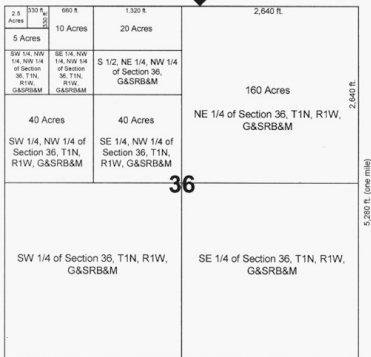 2.5
Acres
330 ft.
330 ft.
660 ft.
1,320 ft.
2,640 ft.
10 Acres
20 Acres
5 Acres
SW 1/4, NW
1/4, NW 1/4
of Section
36, T1N,
R1W,
G&SRB&M
SE 1/4, NW
1/4, NW 1/4
of Section
36, T1N,
R1W,
G&SRB&M
S 1/2, NE 1/4, NW 1/4
of Section 36,
G&SRB&M
160 Acres
NE 1/4 of Section 36, T1N, R1W,
G&SRB&M
2,640 ft.
40 Acres
SW 1/4, NW 1/4 of
Section 36, T1N,
R1W, G&SRB&M
40 Acres
SE 1/4, NW 1/4 of
Section 36, T1N,
R1W, G&SRB&M
36
5,280 ft. (one mile)
SW 1/4 of Section 36, T1N, R1W,
G&SRB&M
SE 1/4 of Section 36, T1N, R1W,
G&SRB&M